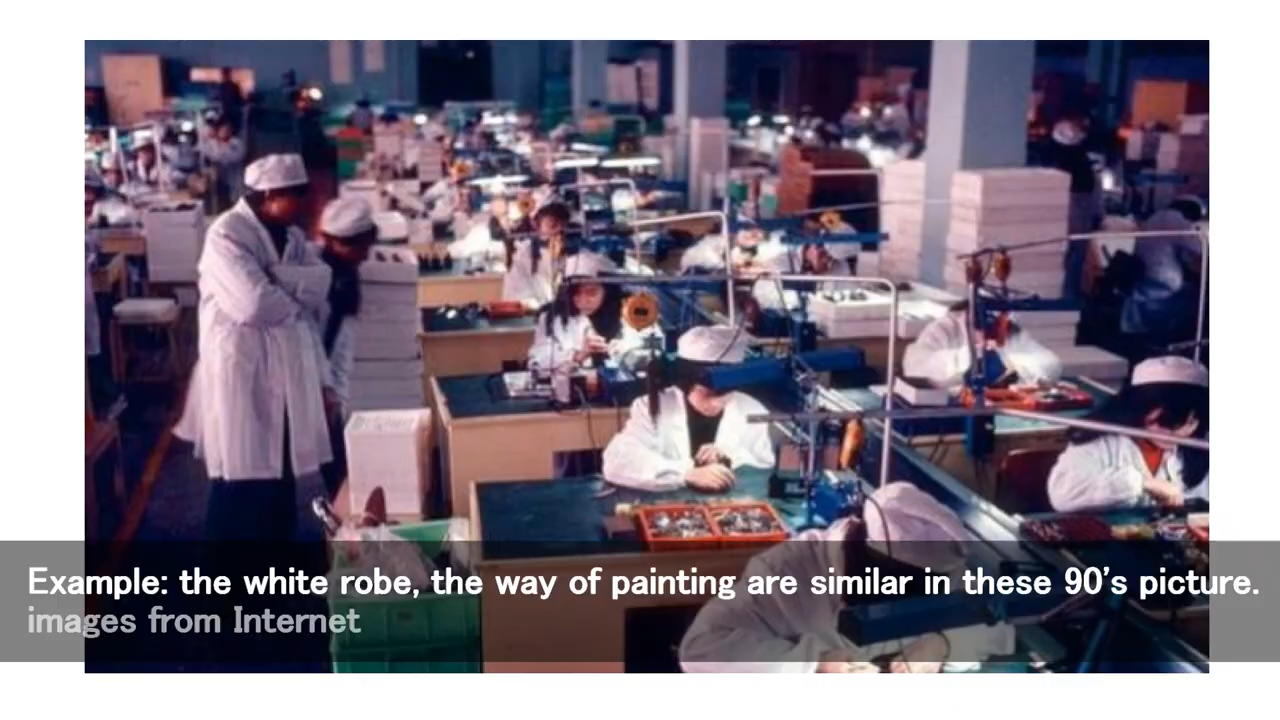 Example: the white robe, the way of painting are similar in these 90's picture.
images from Internet